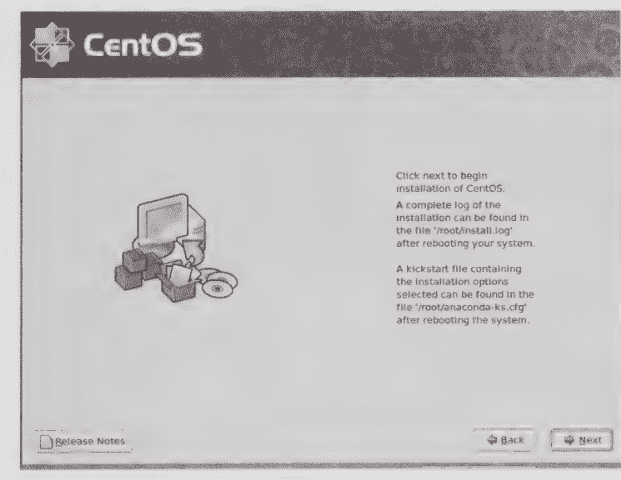 CentOS
Click next to begin
installation of CentOS.
A complete log of the
installation can be found in
the file '/root/install.log'
after rebooting your system.
A kickstart file containing
the installation options
selected can be found in the
file '/root/anaconda-ks.cfg'
after rebooting the system.
Release Notes
Back
Next